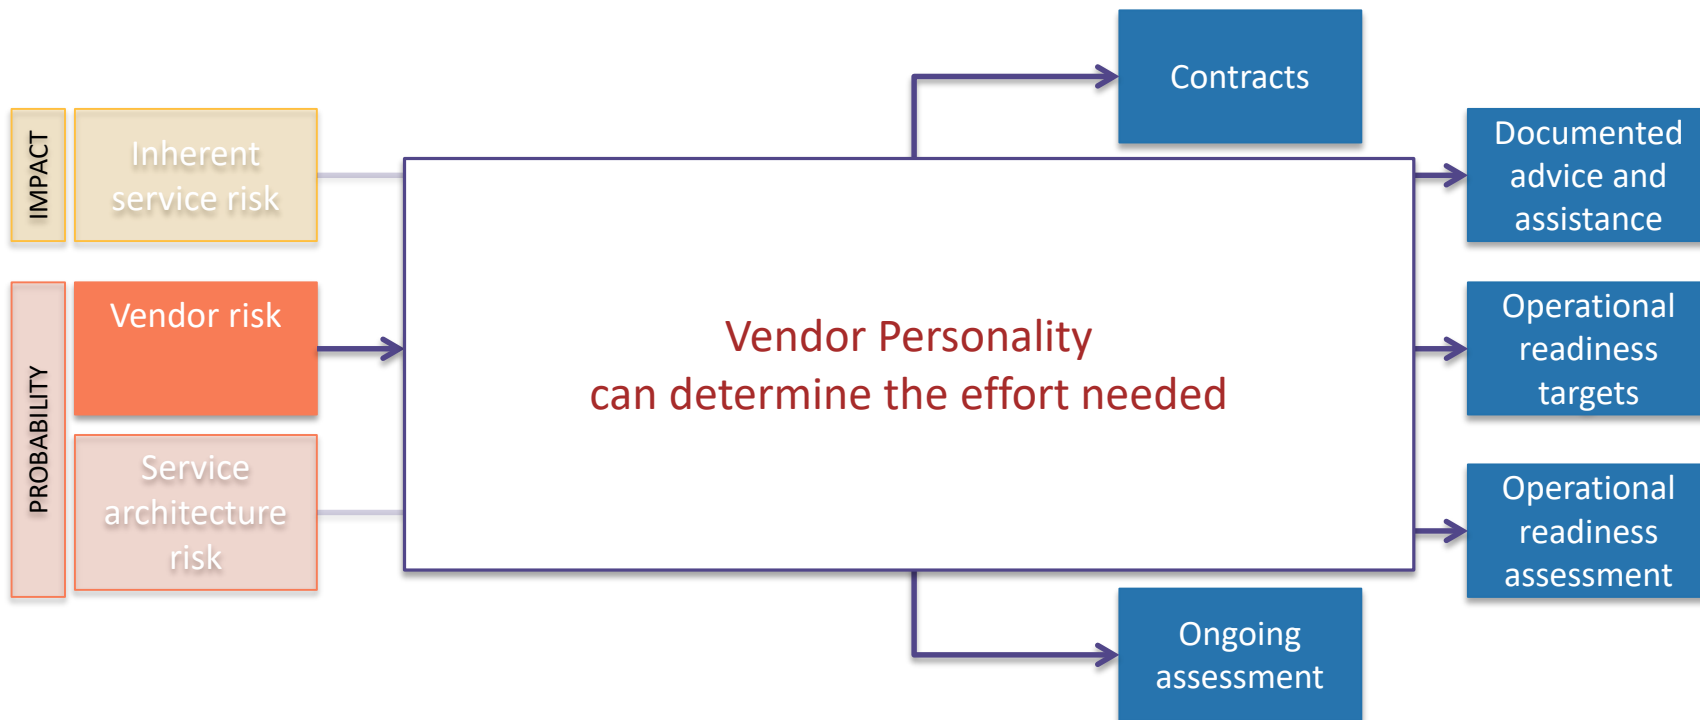 IMPACT
Inherent
service risk
PROBABILITY
Vendor risk
Service
architecture
risk
Vendor Personality
can determine the effort needed
Contracts
Documented
advice and
assistance
Operational
readiness
targets
Operational
readiness
assessment
Ongoing
assessment